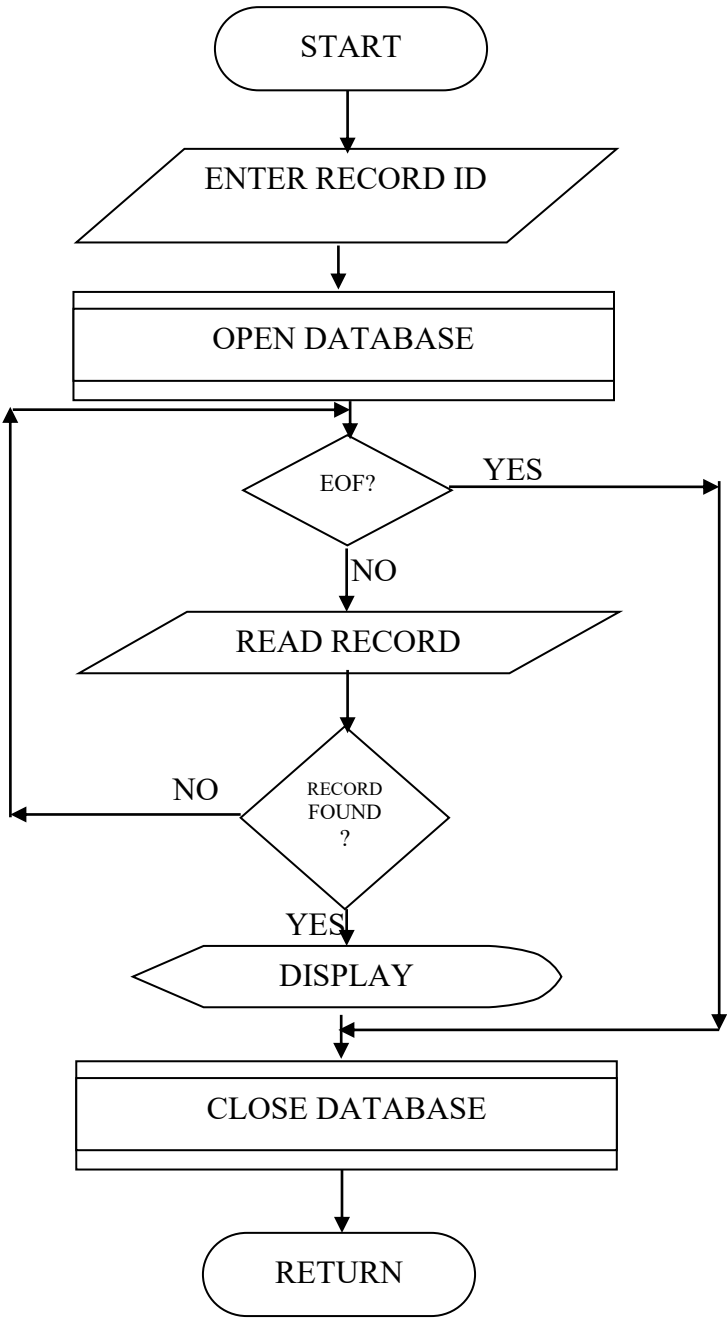 START
ENTER RECORD ID
OPEN DATABASE
EOF?
YES
NO
READ RECORD
NO
RECORD
FOUND
?
YES
DISPLAY
CLOSE DATABASE
RETURN